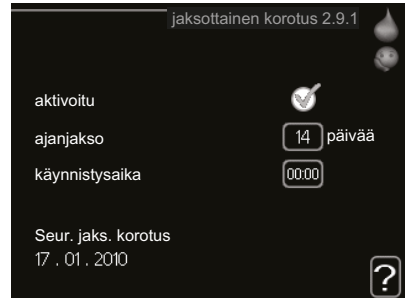 jaksottainen korotus 2.9.1
aktivoitu
ajanjakso 14 päivää
käynnistysaika 00:00
Seur. jaks. korotus
17 . 01 . 2010
?